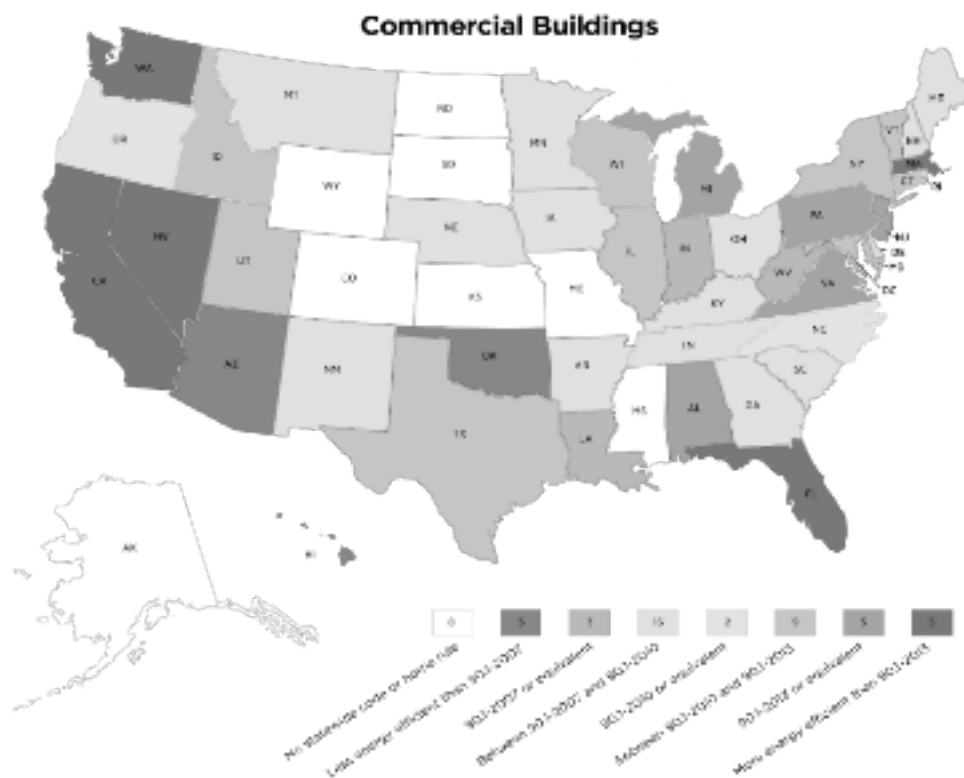 Commercial Buildings
WA
MT
ND
MN
ME
OR
ID
SD
WI
VT
NH
NY
MA
WY
MI
CT
RI
IA
NE
PA
NV
UT
IL
IN
OH
NJ
DE
CO
WV
KS
VA
DC
CA
KY
NC
TN
AZ
NM
OK
AR
SC
MS
AL
GA
TX
LA
FL
AK
HI
No statewide code or home rule
Less energy efficient than 90.1-2007
90.1-2007 or equivalent
Between 90.1-2007 and 90.1-2010
90.1-2010 or equivalent
Between 90.1-2010 and 90.1-2013
90.1-2013 or equivalent
More energy efficient than 90.1-2013